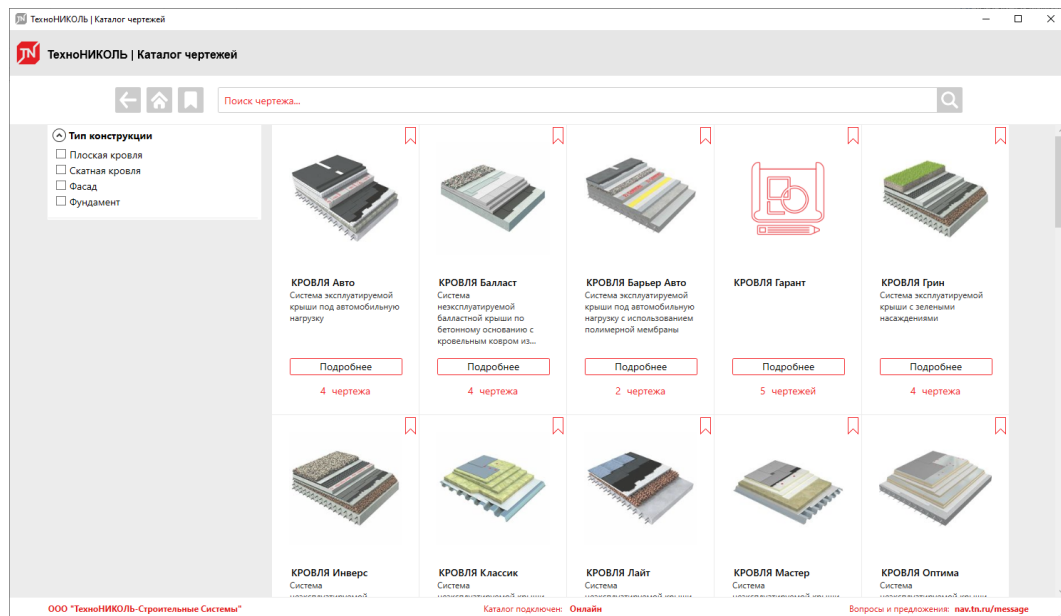 ТехноНИКОЛЬ | Каталог чертежей
ТехноНИКОЛЬ | Каталог чертежей
Поиск чертежа...
Тип конструкции
Плоская кровля
Скатная кровля
Фасад
Фундамент
КРОВЛЯ Авто
Система эксплуатируемой
крыши под автомобильную
нагрузку
Подробнее
4 чертежа
КРОВЛЯ Балласт
Система
неэксплуатируемой
балластной крыши по
бетонному основанию с
кровельным ковром из...
Подробнее
4 чертежа
КРОВЛЯ Барьер Авто
Система эксплуатируемой
крыши под автомобильную
нагрузку с использованием
полимерной мембраны
Подробнее
2 чертежа
КРОВЛЯ Гарант
Подробнее
5 чертежей
КРОВЛЯ Грин
Система эксплуатируемой
крыши с зелеными
насаждениями
Подробнее
4 чертежа
КРОВЛЯ Инверс
Система
КРОВЛЯ Классик
Система
КРОВЛЯ Лайт
Система
КРОВЛЯ Мастер
Система
КРОВЛЯ Оптима
Система
ООО "ТехноНИКОЛЬ-Строительные Системы"
Каталог подключен: Онлайн
Вопросы и предложения: nav.tn.ru/message